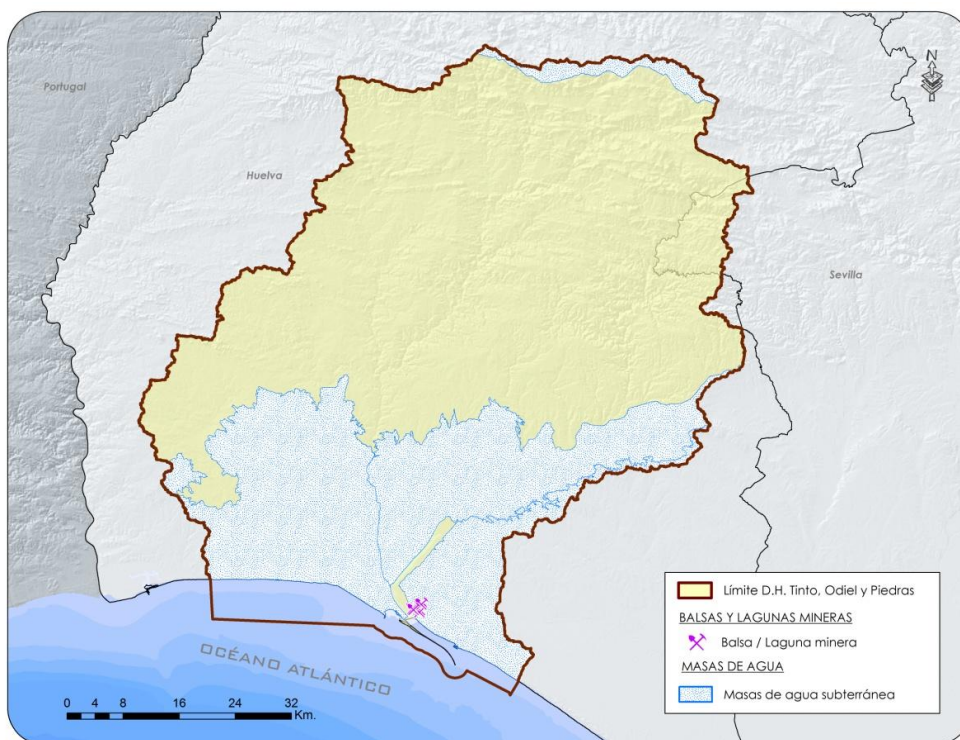 N
Portugal
Huelva
Sevilla
OCÉANO ATLÁNTICO
0 4 8 16 24 32
Km.
Límite D.H. Tinto, Odiel y Piedras
BALSAS Y LAGUNAS MINERAS
Balsa / Laguna minera
MASAS DE AGUA
Masas de agua subterránea